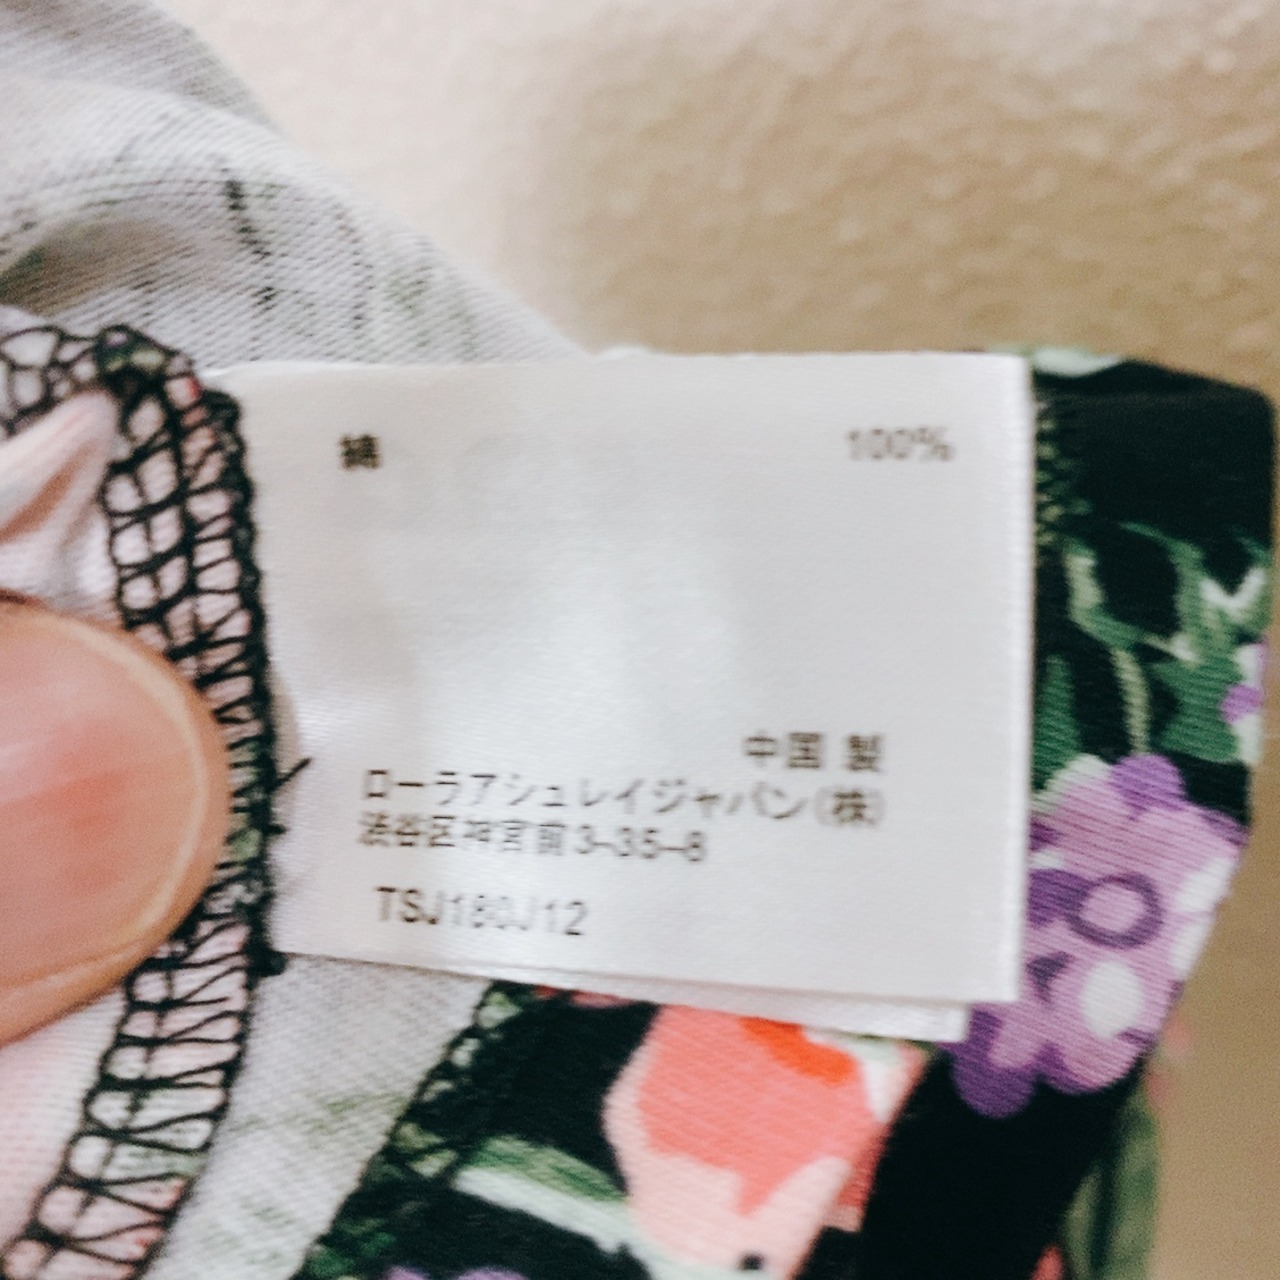 綿 100%
中国 製
ローラアシュレイジャパン(株)
渋谷区神宮前3-35-8
TSJ180J12